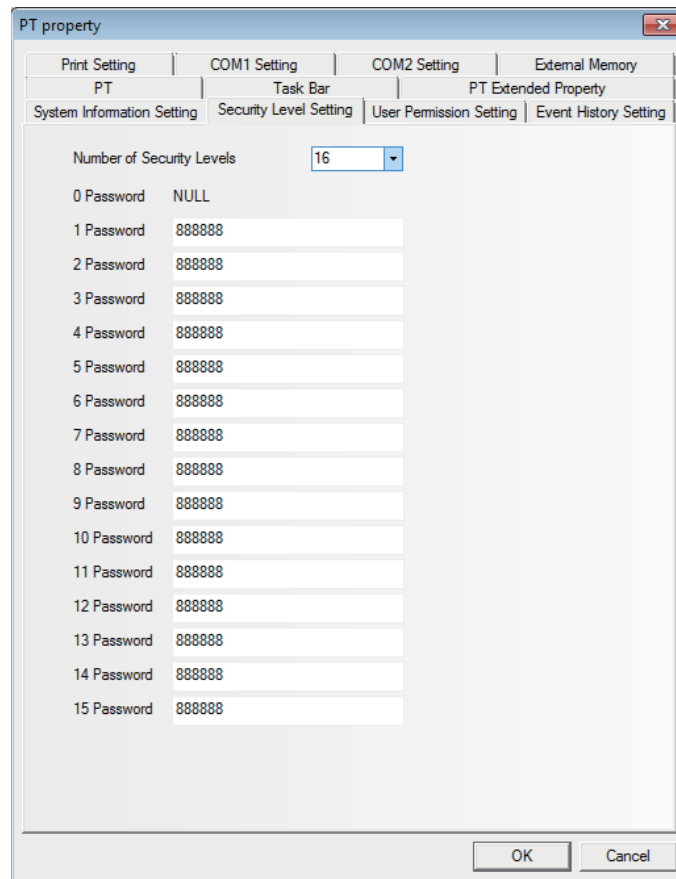 PT property
Print Setting COM1 Setting COM2 Setting External Memory
PT Task Bar PT Extended Property
System Information Setting Security Level Setting User Permission Setting Event History Setting
Number of Security Levels 16
0 Password NULL
1 Password 888888
2 Password 888888
3 Password 888888
4 Password 888888
5 Password 888888
6 Password 888888
7 Password 888888
8 Password 888888
9 Password 888888
10 Password 888888
11 Password 888888
12 Password 888888
13 Password 888888
14 Password 888888
15 Password 888888
OK Cancel